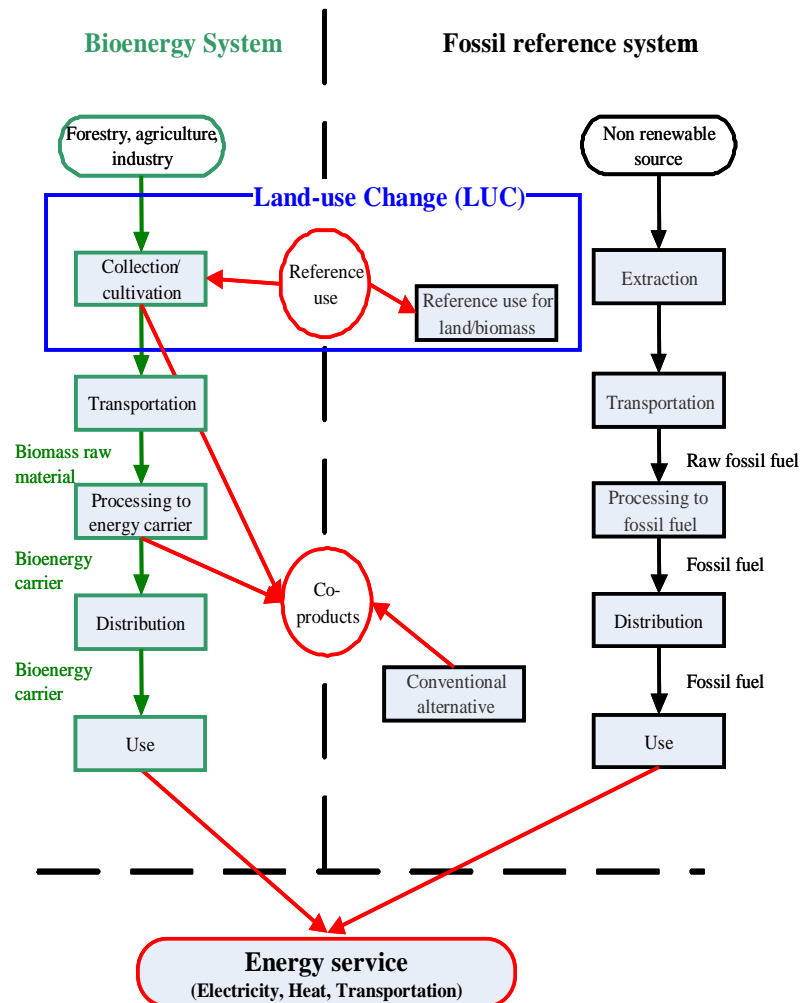 Bioenergy System
Fossil reference system
Forestry, agriculture,
industry
Non renewable
source
Land-use Change (LUC)
Collection/
cultivation
Reference
use
Reference use for
land/biomass
Extraction
Transportation
Transportation
Biomass raw
material
Raw fossil fuel
Processing to
energy carrier
Processing to
fossil fuel
Bioenergy
carrier
Fossil fuel
Co-
products
Distribution
Distribution
Bioenergy
carrier
Conventional
alternative
Fossil fuel
Use
Use
Energy service
(Electricity, Heat, Transportation)